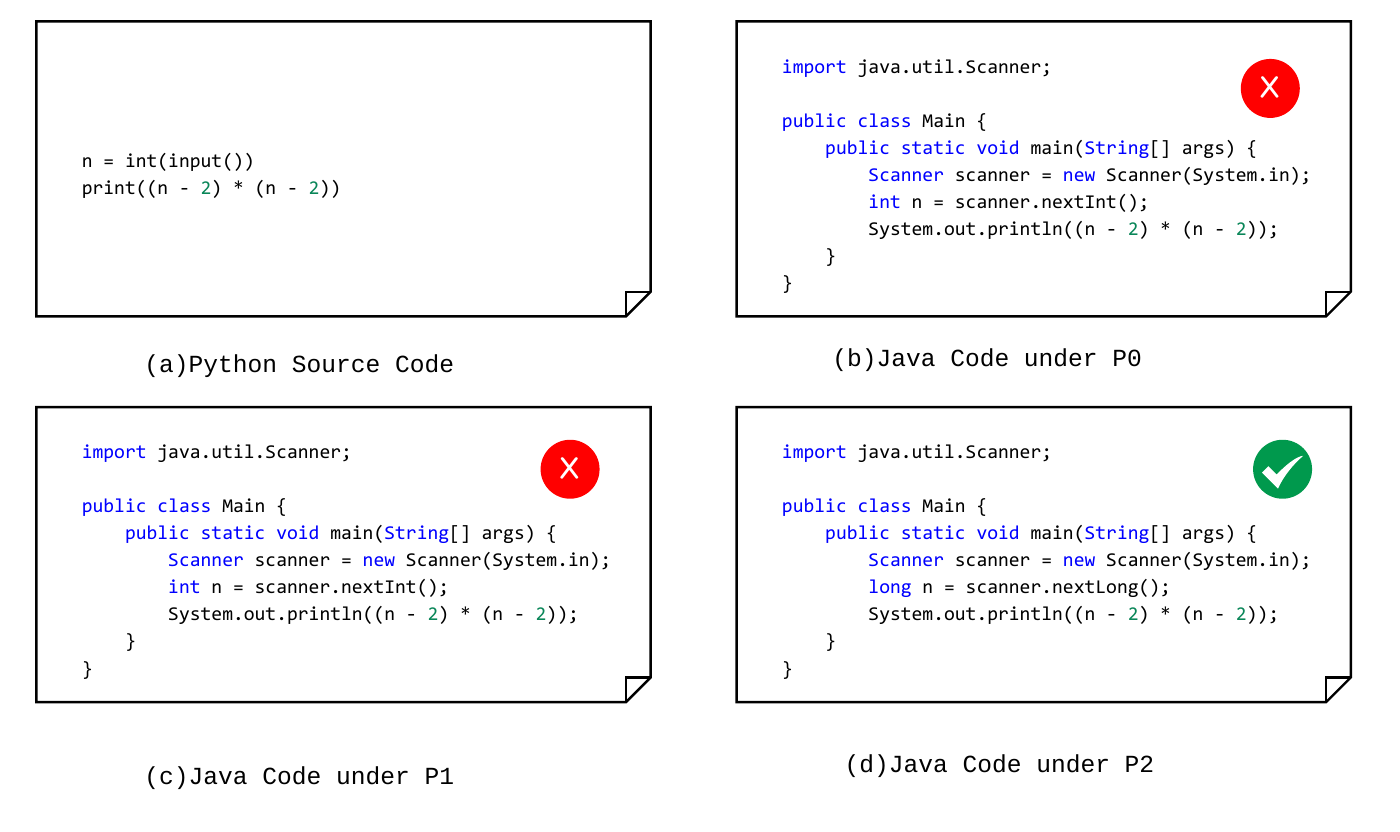 n = int(input())
print((n - 2) * (n - 2))
(a)Python Source Code
import java.util.Scanner;
public class Main {
    public static void main(String[] args) {
        Scanner scanner = new Scanner(System.in);
        int n = scanner.nextInt();
        System.out.println((n - 2) * (n - 2));
    }
}
X
(b)Java Code under P0
import java.util.Scanner;
public class Main {
    public static void main(String[] args) {
        Scanner scanner = new Scanner(System.in);
        int n = scanner.nextInt();
        System.out.println((n - 2) * (n - 2));
    }
}
X
(c)Java Code under P1
import java.util.Scanner;
public class Main {
    public static void main(String[] args) {
        Scanner scanner = new Scanner(System.in);
        long n = scanner.nextLong();
        System.out.println((n - 2) * (n - 2));
    }
}
(d)Java Code under P2